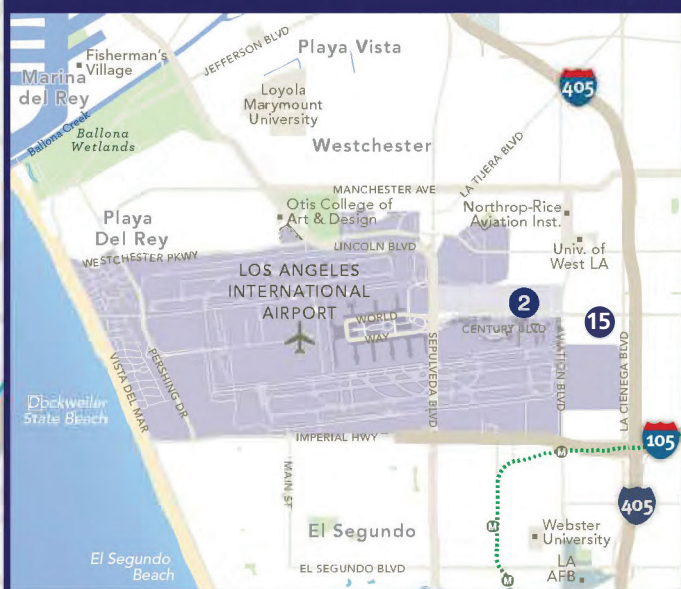 Fisherman's
Village
JEFFERSON BLVD
Playa Vista
Marina
del Rey
Loyola
Marymount
University
405
Ballona Creek
Ballona
Wetlands
Westchester
LA TIJERA BLVD
MANCHESTER AVE
Otis College of
Art & Design
Northrop-Rice
Aviation Inst.
Playa
Del Rey
WESTCHESTER PKWY
LINCOLN BLVD
Univ. of
West LA
LOS ANGELES
INTERNATIONAL
AIRPORT
2
15
WORLD
WAY
CENTURY BLVD
SEPULVEDA BLVD
AVIATION BLVD
LA CIENEGA BLVD
VISTA DEL MAR
PERSHING DR
Dockweiler
State Beach
IMPERIAL HWY
105
M
MAIN ST
405
El Segundo
M
Webster
University
El Segundo
Beach
EL SEGUNDO BLVD
LA
AFB
M